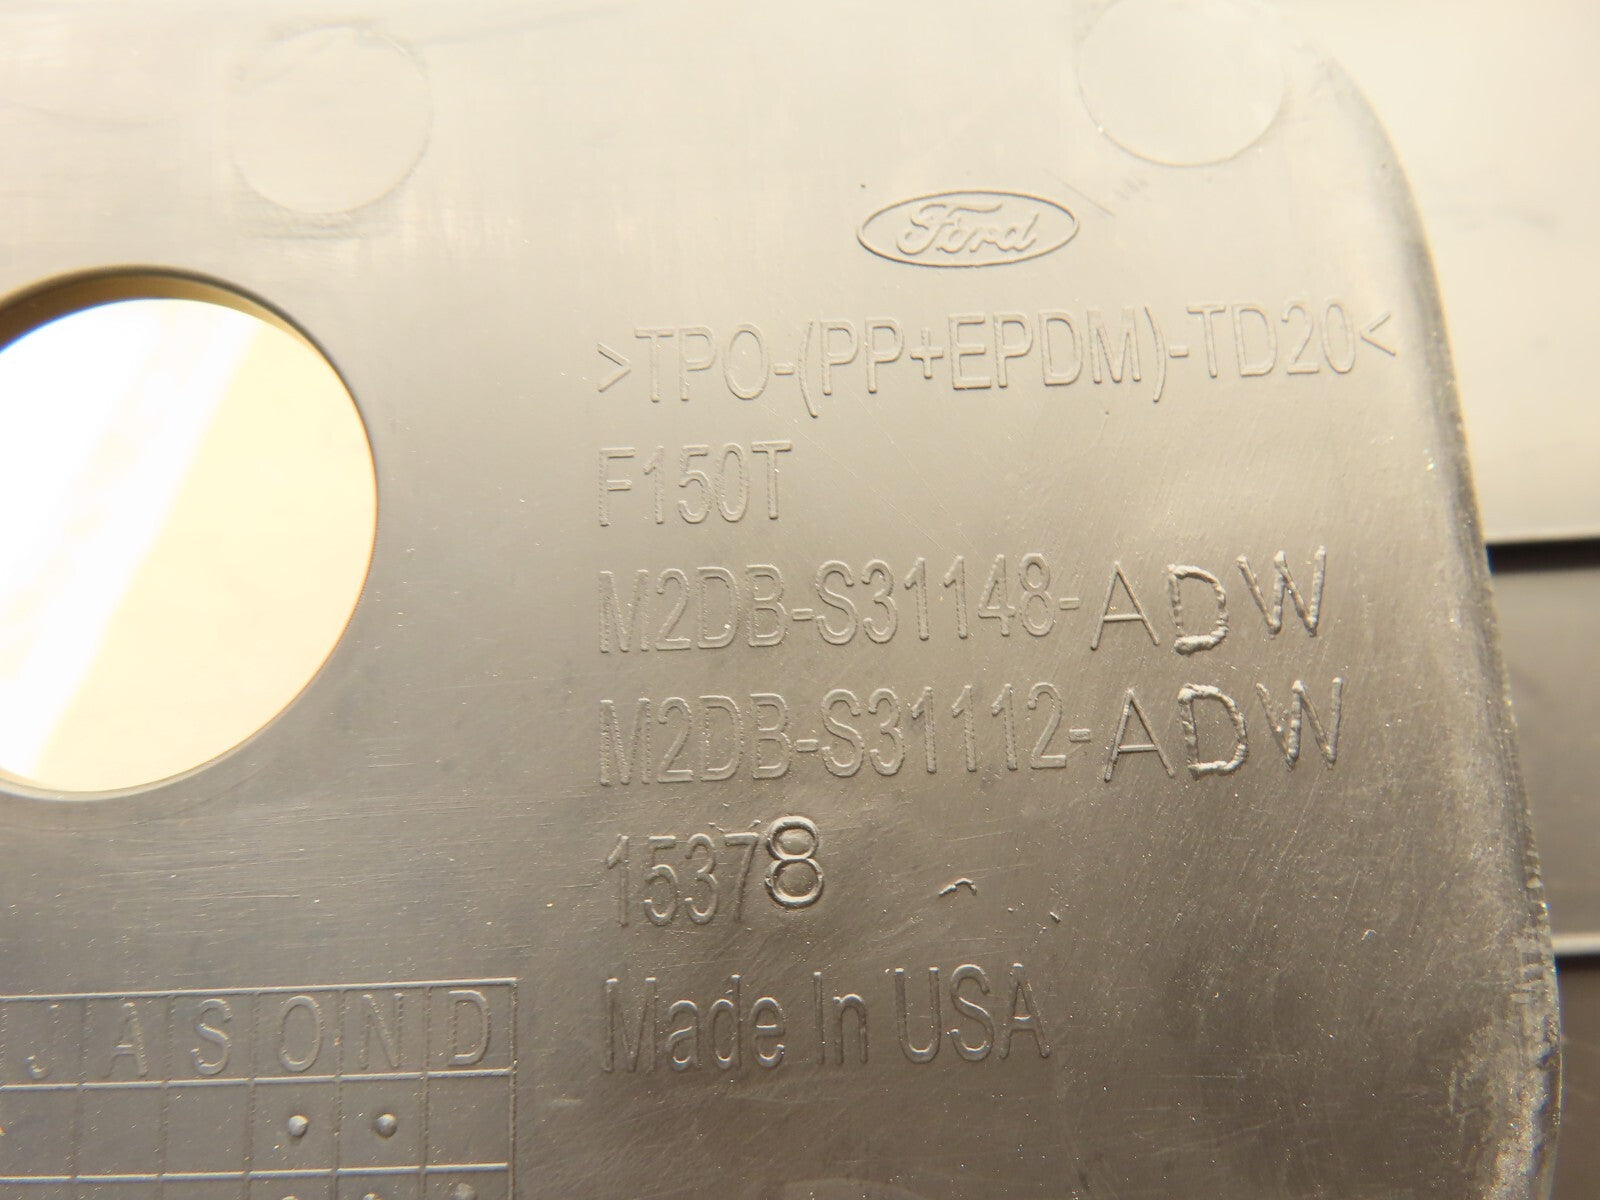 Ford
>TPO-(PP+EPDM)-TD20<
F150T
M2DB-S31148-ADW
M2DB-S31112-ADW
15378
Made In USA
J A S O N D